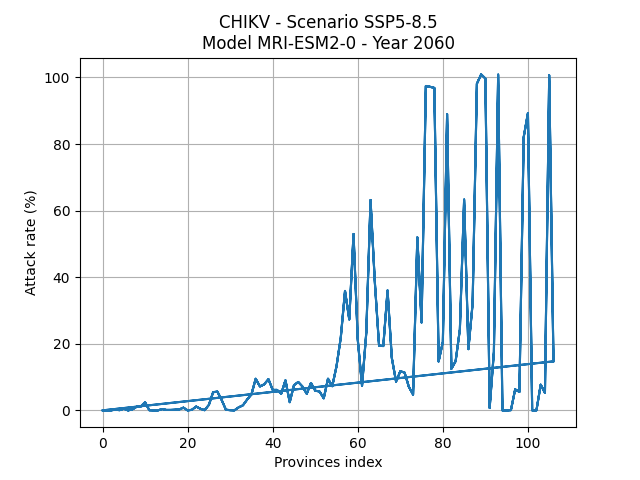 CHIKV - Scenario SSP5-8.5
Model MRI-ESM2-0 - Year 2060
Attack rate (%)
100
80
60
40
20
0
0 20 40 60 80 100
Provinces index